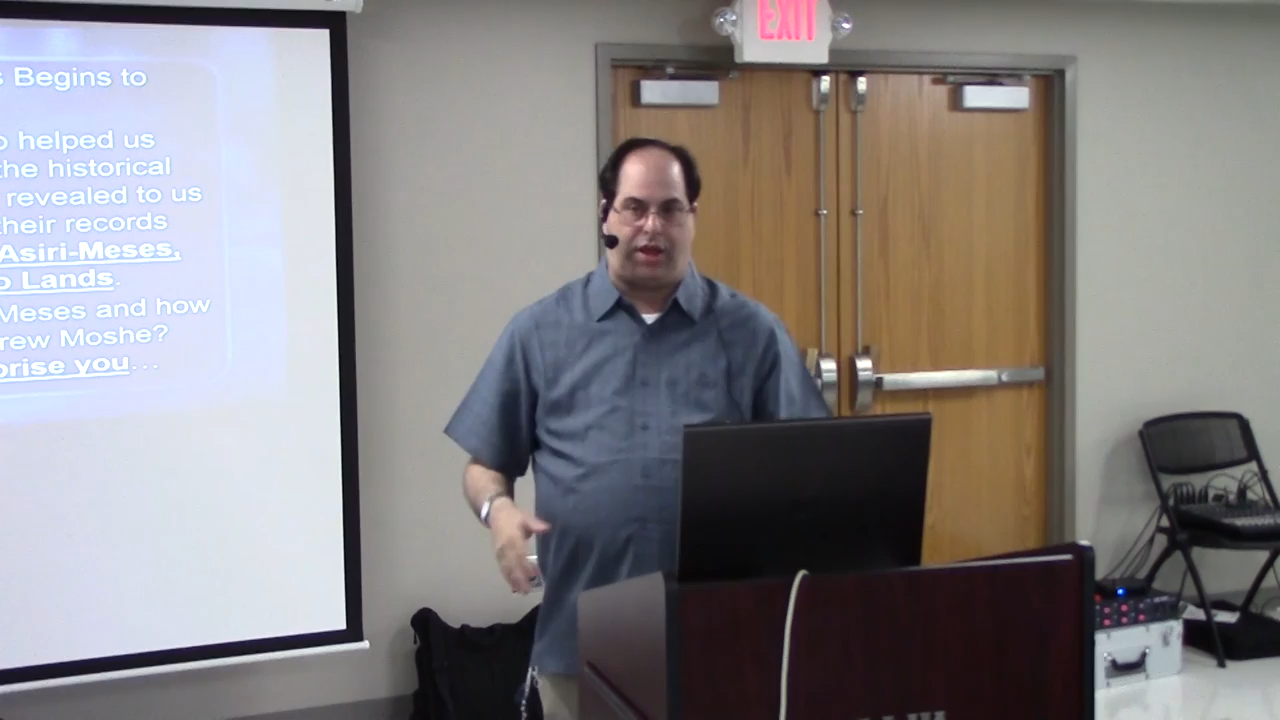 EXIT
s Begins to
helped us
the historical
revealed to us
their records
Asiri-Meses,
Lands.
Meses and how
rew Moshe?
prise you…